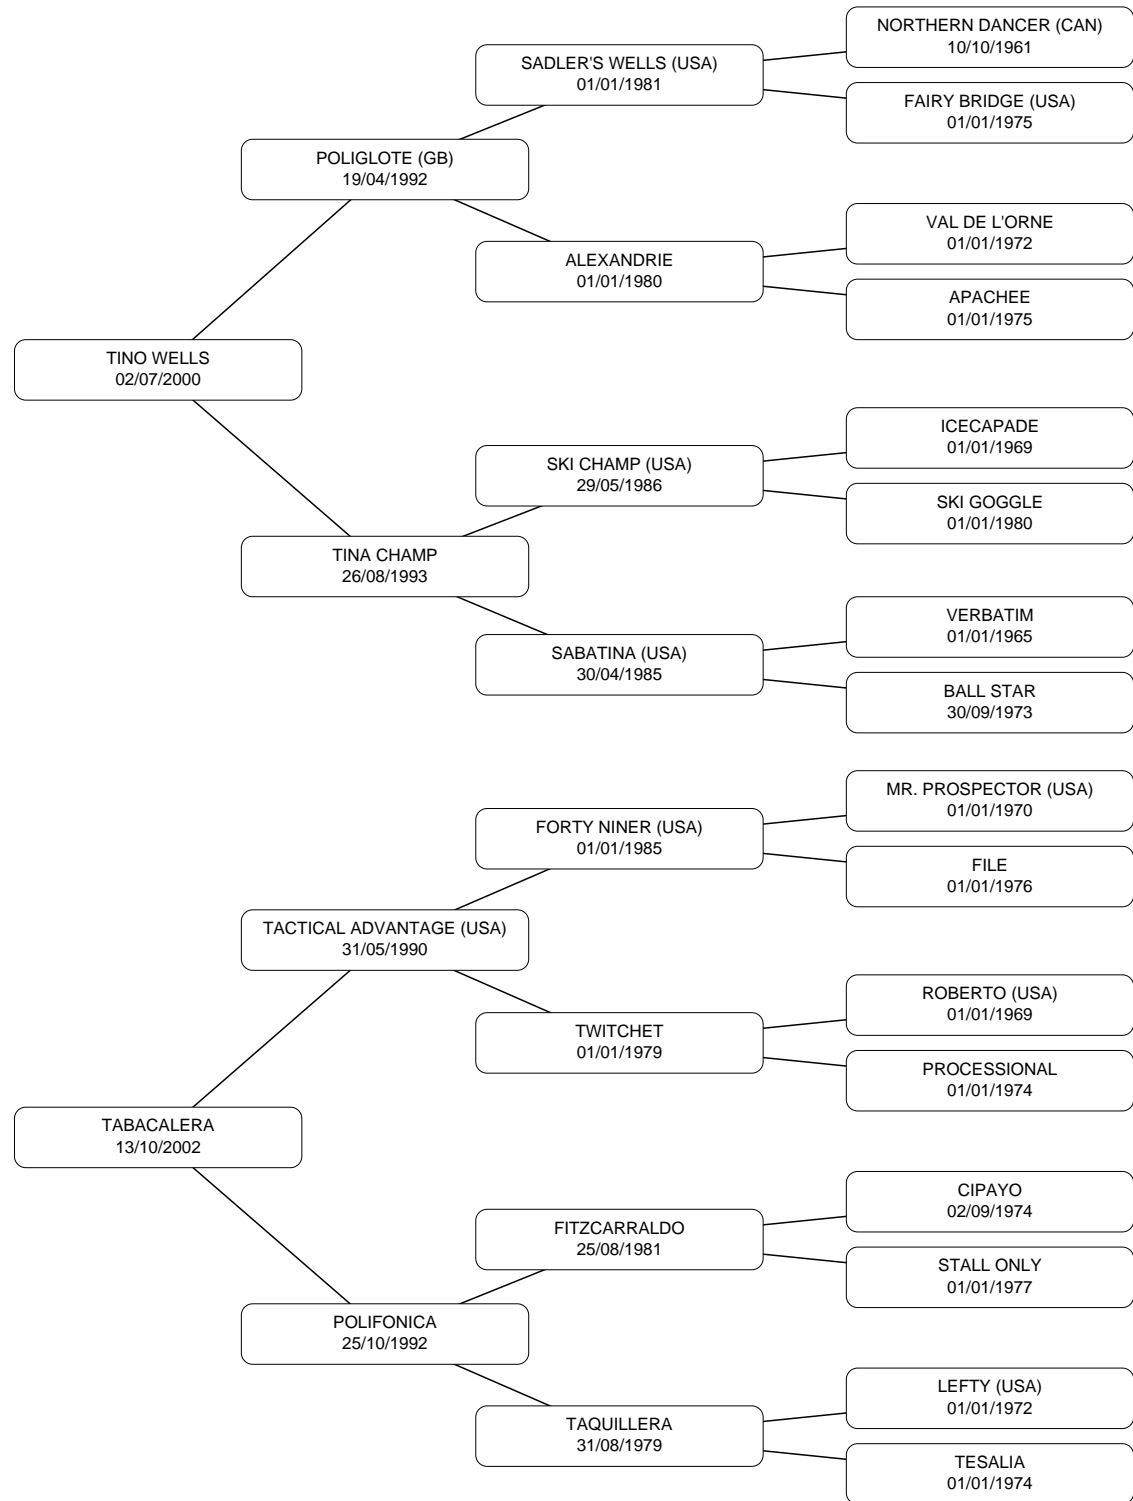 NORTHERN DANCER (CAN)
10/10/1961
SADLER'S WELLS (USA)
01/01/1981
FAIRY BRIDGE (USA)
01/01/1975
POLIGLOTE (GB)
19/04/1992
VAL DE L'ORNE
01/01/1972
ALEXANDRIE
01/01/1980
APACHEE
01/01/1975
TINO WELLS
02/07/2000
ICECAPADE
01/01/1969
SKI CHAMP (USA)
29/05/1986
SKI GOGGLE
01/01/1980
TINA CHAMP
26/08/1993
VERBATIM
01/01/1965
SABATINA (USA)
30/04/1985
BALL STAR
30/09/1973
MR. PROSPECTOR (USA)
01/01/1970
FORTY NINER (USA)
01/01/1985
FILE
01/01/1976
TACTICAL ADVANTAGE (USA)
31/05/1990
ROBERTO (USA)
01/01/1969
TWITCHET
01/01/1979
PROCESSIONAL
01/01/1974
TABACALERA
13/10/2002
CIPAYO
02/09/1974
FITZCARRALDO
25/08/1981
STALL ONLY
01/01/1977
POLIFONICA
25/10/1992
LEFTY (USA)
01/01/1972
TAQUILLERA
31/08/1979
TESALIA
01/01/1974